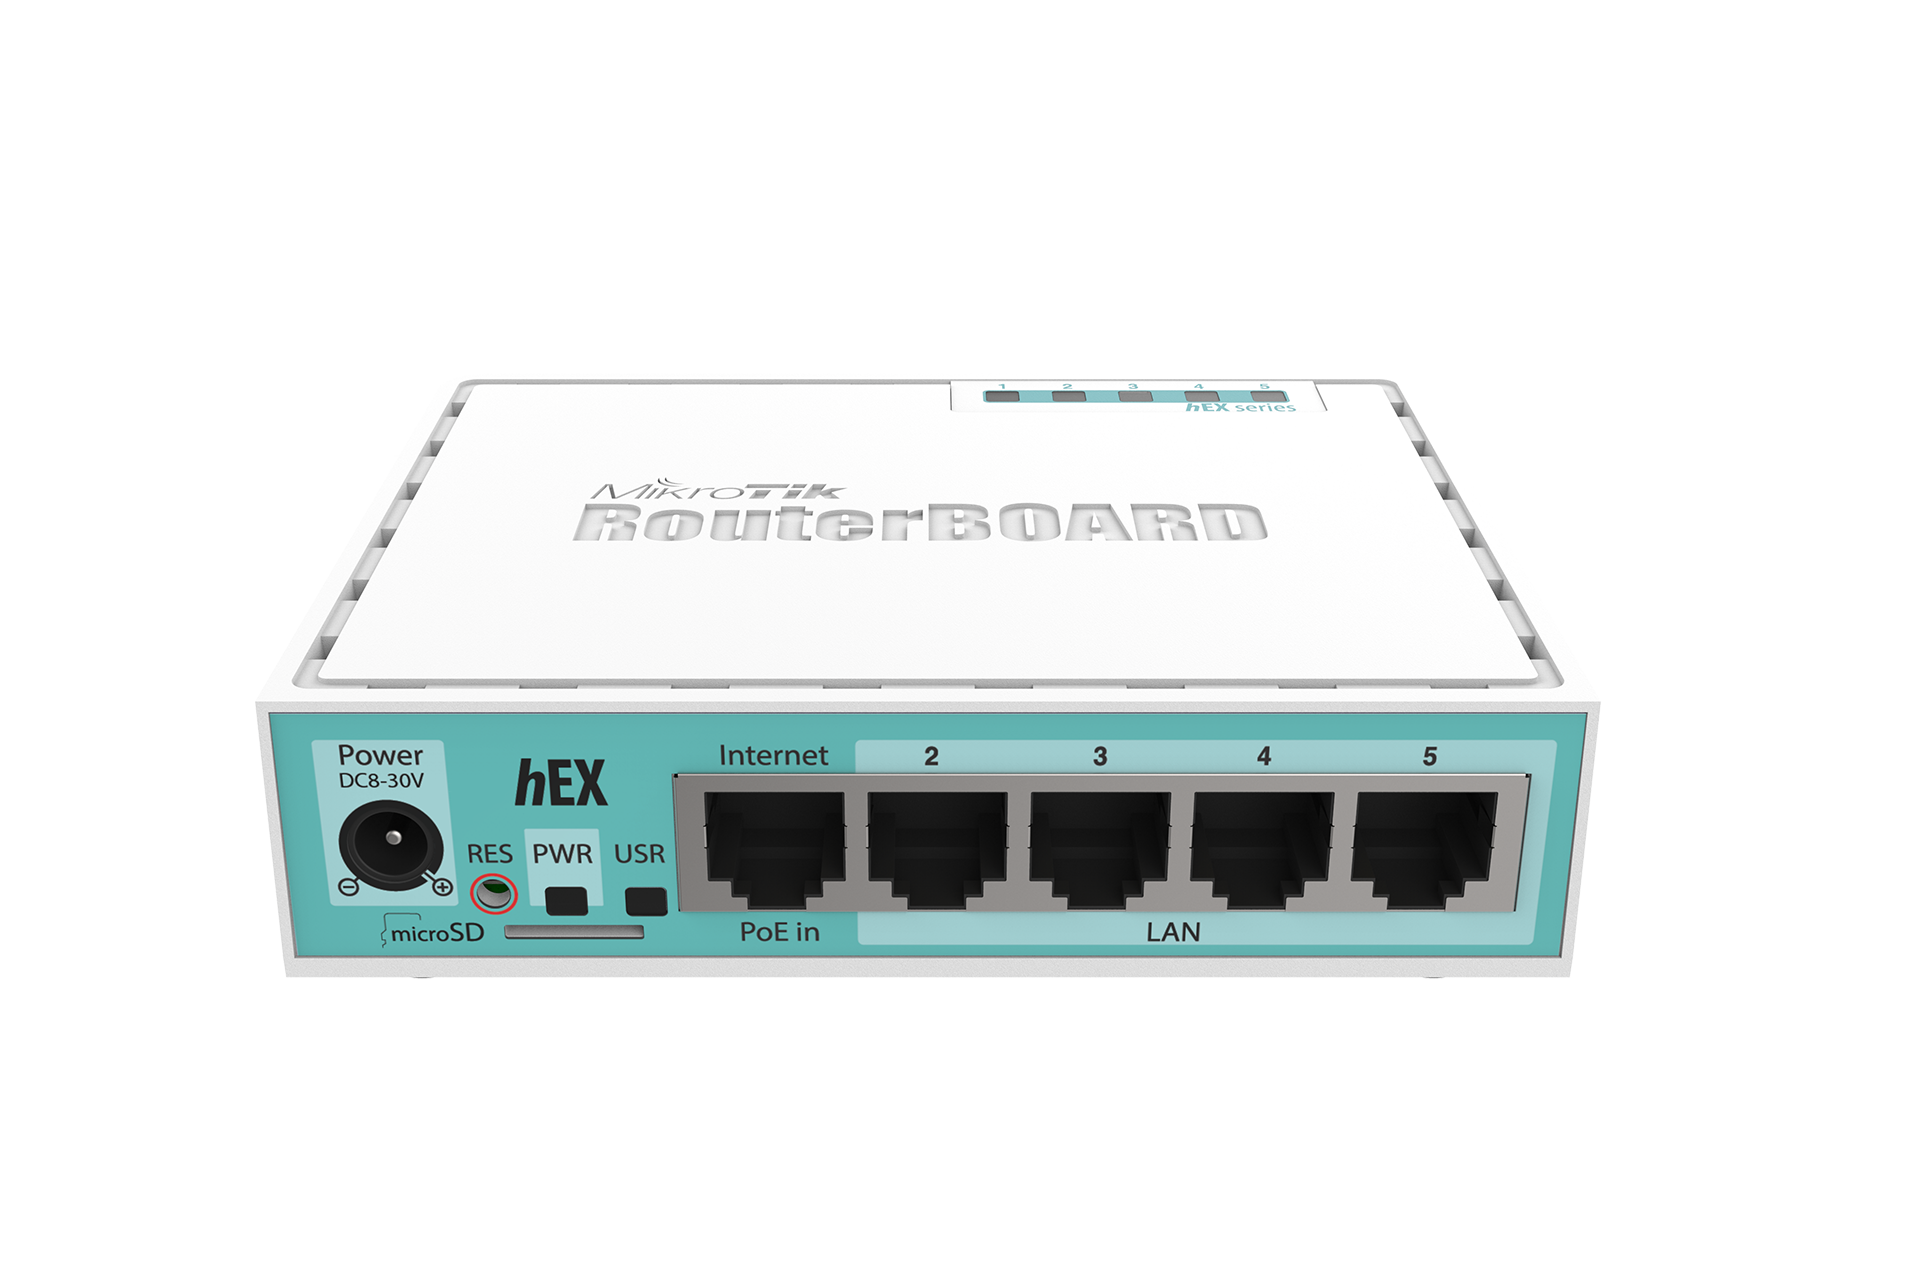 1 2 3 4 5
hEX series
MikroTik
RouterBOARD
Power
DC8-30V
hEX
RES PWR USR
microSD
Internet 2 3 4 5
PoE in LAN